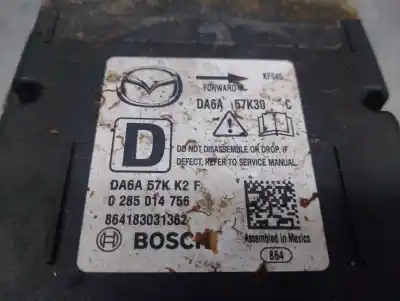 FORWARD
KF045
DA6A 57K30 C
D
DO NOT DISASSEMBLE OR DROP. IF
DEFECT, REFER TO SERVICE MANUAL.
DA6A 57K K2 F
0 285 014 756
864183031362
BOSCH
Assembled in Mexico
864